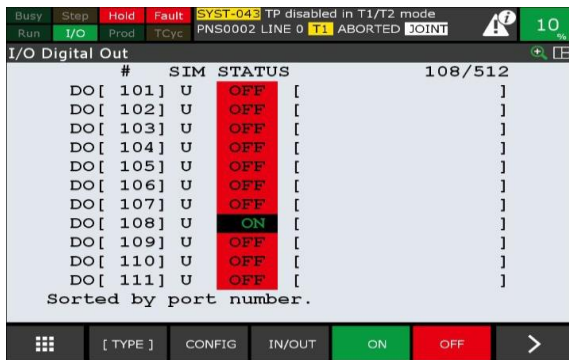 Busy Step Hold Fault SYST-043 TP disabled in T1/T2 mode
Run I/O Prod TCyc PNS0002 LINE 0 T1 ABORTED JOINT 10 %
I/O Digital Out
# SIM STATUS 108/512
DO[ 101] U OFF [ ]
DO[ 102] U OFF [ ]
DO[ 103] U OFF [ ]
DO[ 104] U OFF [ ]
DO[ 105] U OFF [ ]
DO[ 106] U OFF [ ]
DO[ 107] U OFF [ ]
DO[ 108] U ON [ ]
DO[ 109] U OFF [ ]
DO[ 110] U OFF [ ]
DO[ 111] U OFF [ ]
Sorted by port number.
[ TYPE ] CONFIG IN/OUT ON OFF >